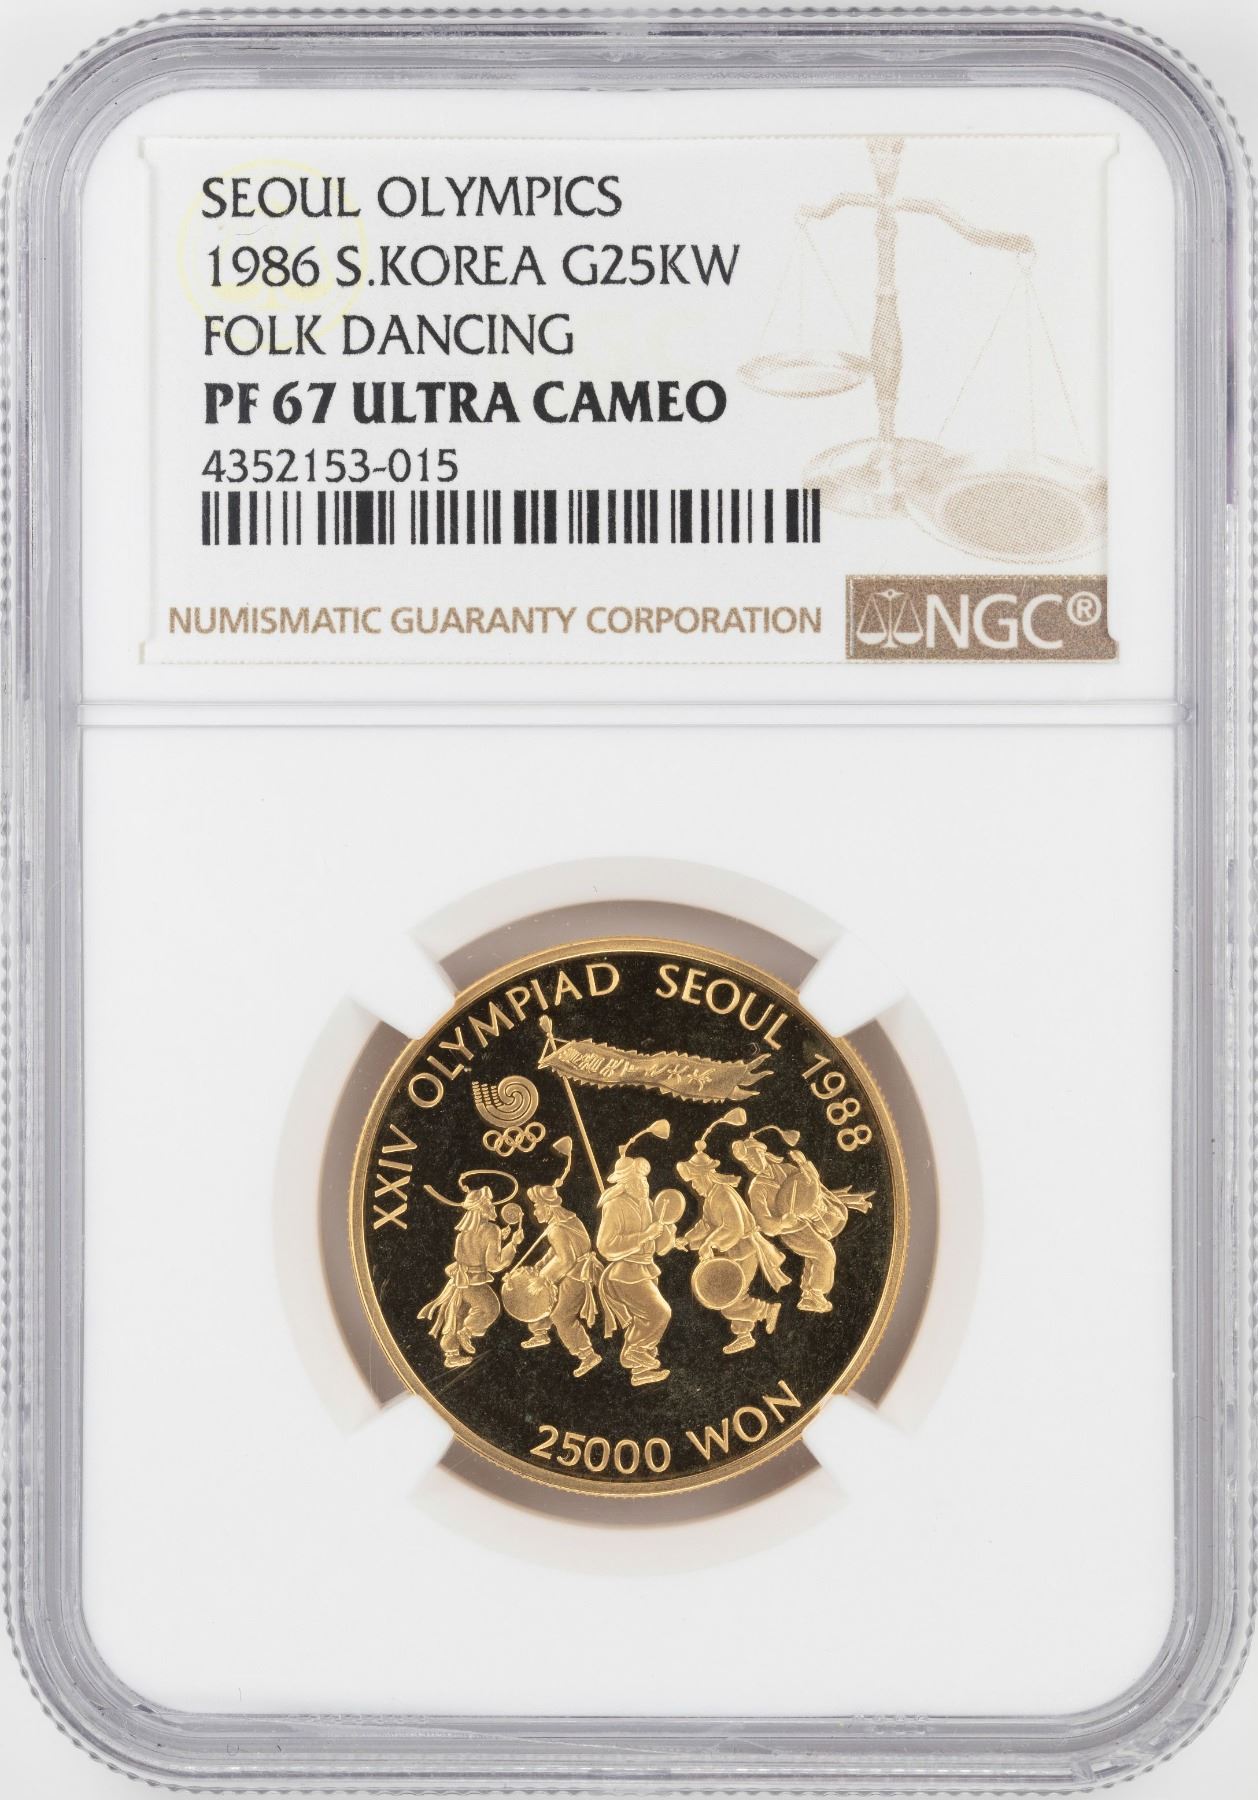 SEOUL OLYMPICS
1986 S.KOREA G25KW
FOLK DANCING
PF 67 ULTRA CAMEO
4352153-015
NUMISMATIC GUARANTY CORPORATION
NGC®
XXIV OLYMPIAD SEOUL 1988
25000 WON